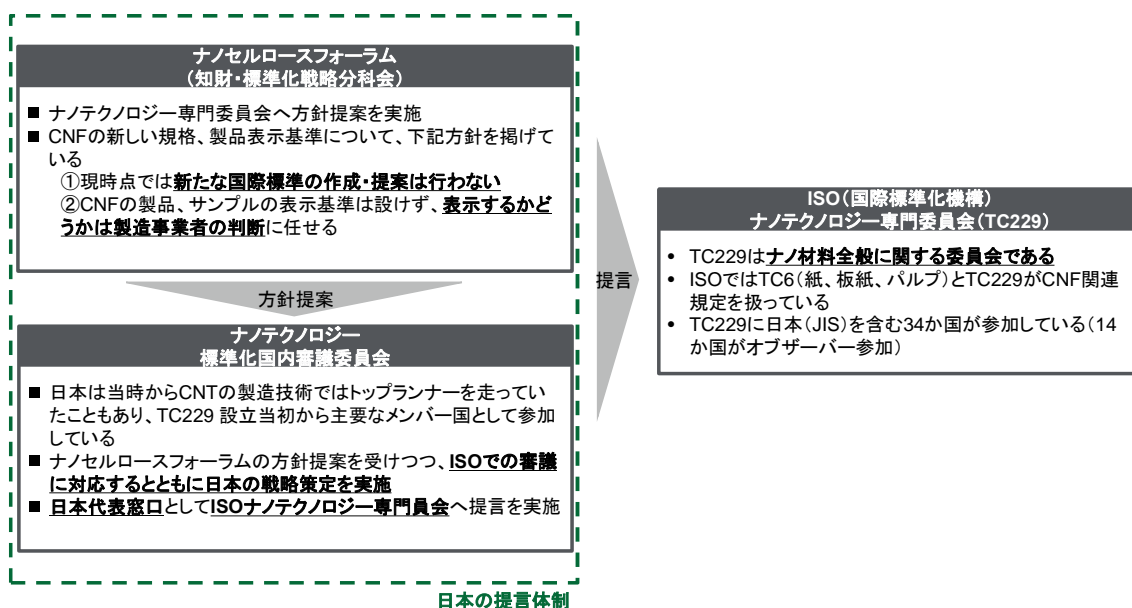 ナノセルロースフォーラム
（知財・標準化戦略分科会）
■ ナノテクノロジー専門委員会へ方針提案を実施
■ CNFの新しい規格、製品表示基準について、下記方針を掲げて
いる
①現時点では新たな国際標準の作成・提案は行わない
②CNFの製品、サンプルの表示基準は設けず、表示するかど
うかは製造事業者の判断に任せる
方針提案
ナノテクノロジー
標準化国内審議委員会
■ 日本は当時からCNTの製造技術ではトップランナーを走ってい
たこともあり、TC229 設立当初から主要なメンバー国として参加
している
■ ナノセルロースフォーラムの方針提案を受けつつ、ISOでの審議
に対応するとともに日本の戦略策定を実施
■ 日本代表窓口としてISOナノテクノロジー専門員会へ提言を実施
日本の提言体制
提言
ISO（国際標準化機構）
ナノテクノロジー専門委員会（TC229）
• TC229はナノ材料全般に関する委員会である
• ISOではTC6（紙、板紙、パルプ）とTC229がCNF関連
規定を扱っている
• TC229に日本（JIS）を含む34か国が参加している（14
か国がオブザーバー参加）